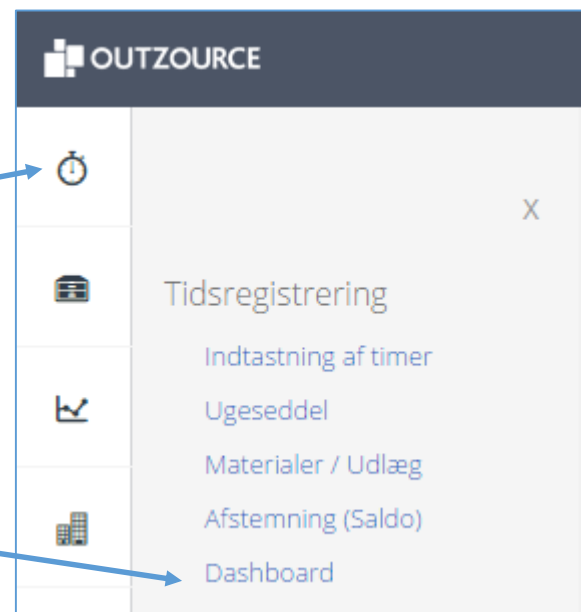 OUTZOURCE
X
Tidsregistrering
Indtastning af timer
Ugeseddel
Materialer / Udlæg
Afstemning (Saldo)
Dashboard